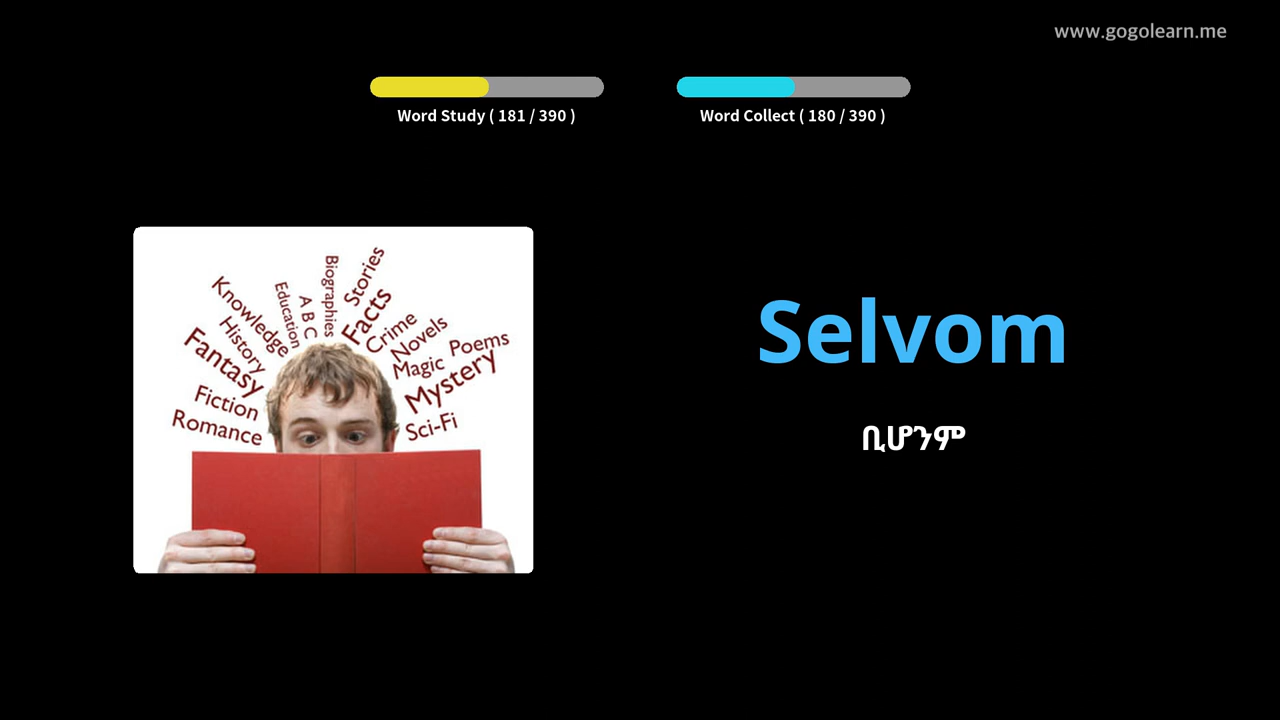 www.gogolearn.me
Word Study ( 181 / 390 )
Word Collect ( 180 / 390 )
Knowledge
Education
A B C
Biographies
Stories
Facts
History
Crime
Novels
Poems
Fantasy
Magic
Mystery
Fiction
Romance
Sci-Fi
Selvom
ቢሆንም